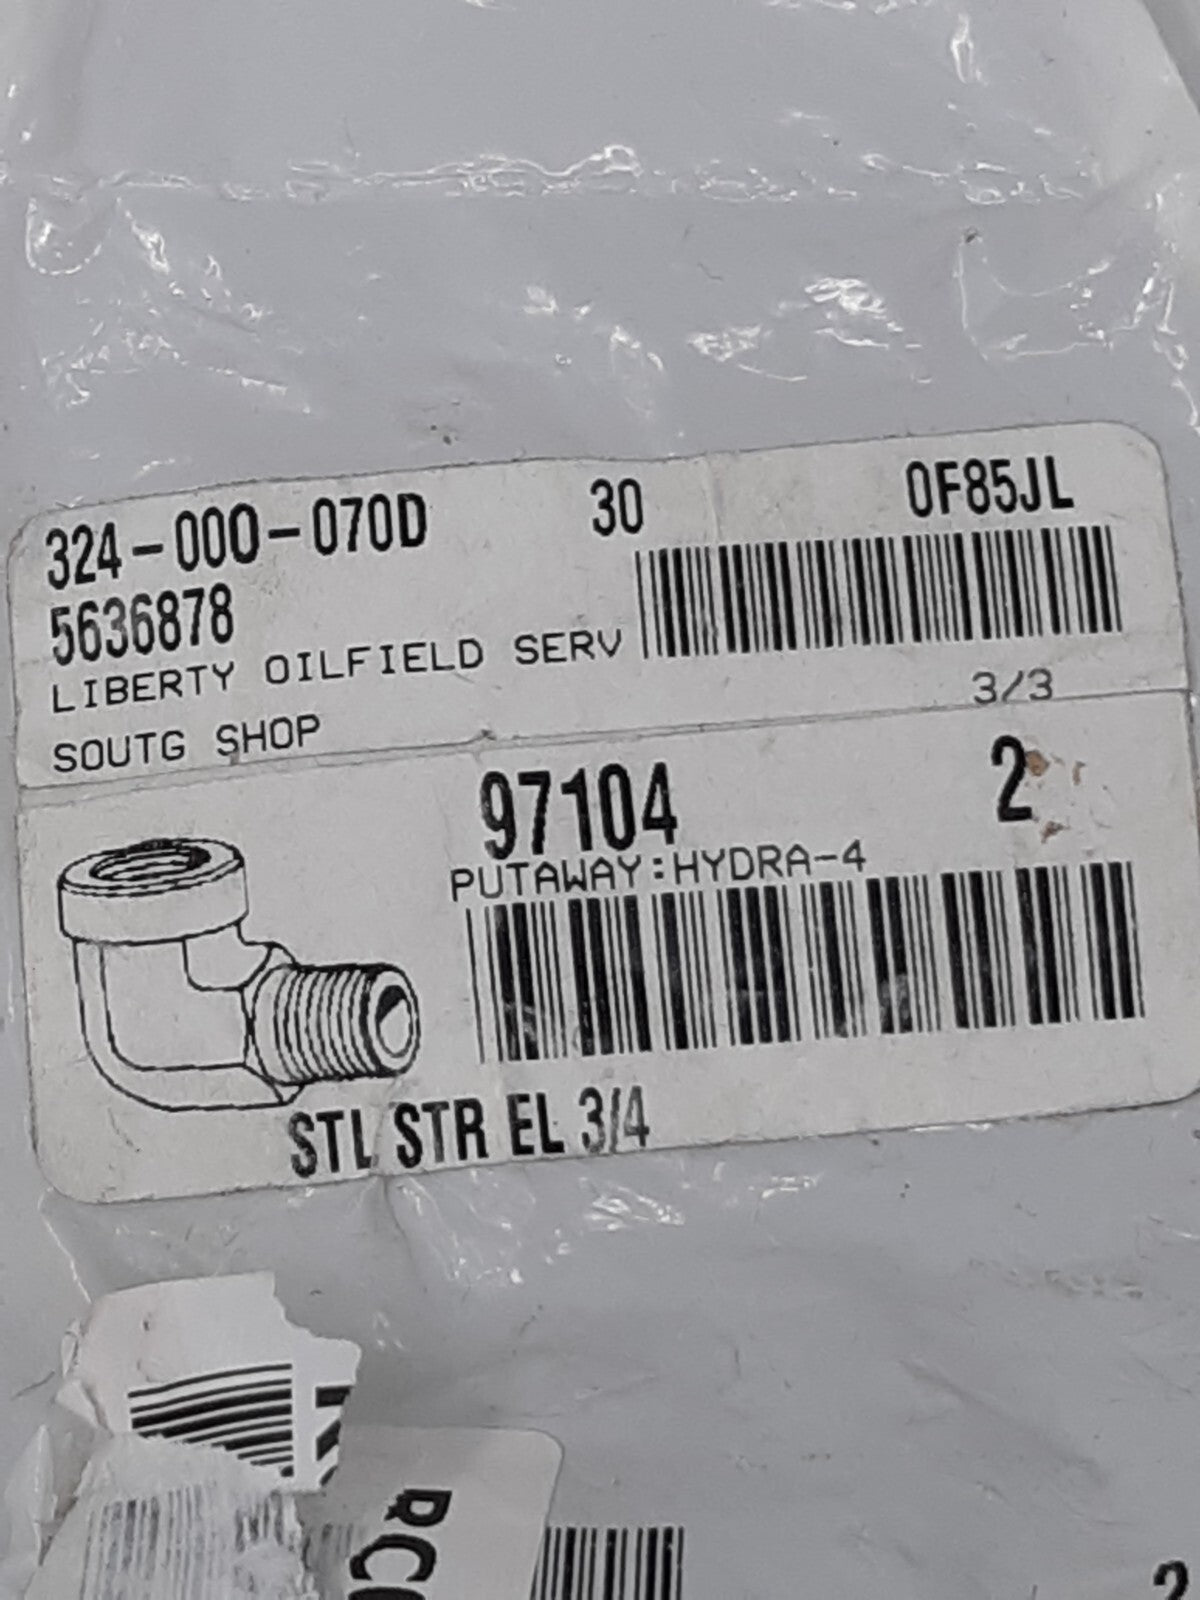 324-000-070D 30 0F85JL
5636878
LIBERTY OILFIELD SERV
3/3
SOUTG SHOP
97104 2
PUTAWAY:HYDRA-4
STL STR EL 3/4